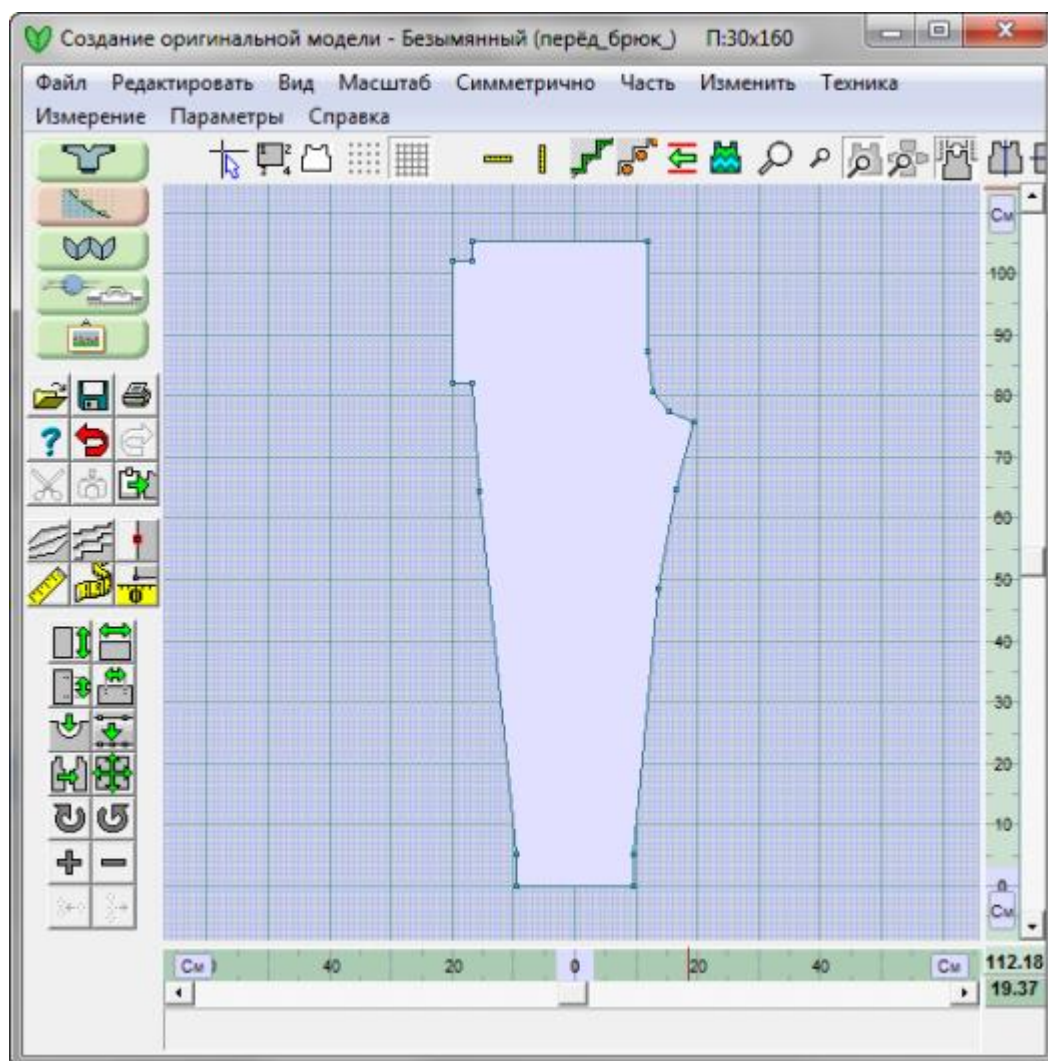 Создание оригинальной модели - Безымянный (перёд_брюк_) П:30x160
Файл Редактировать Вид Масштаб Симметрично Часть Изменить Техника
Измерение Параметры Справка
См
100
90
80
70
60
50
40
30
20
10
0
См
См 40 20 0 20 40 См
112.18
19.37